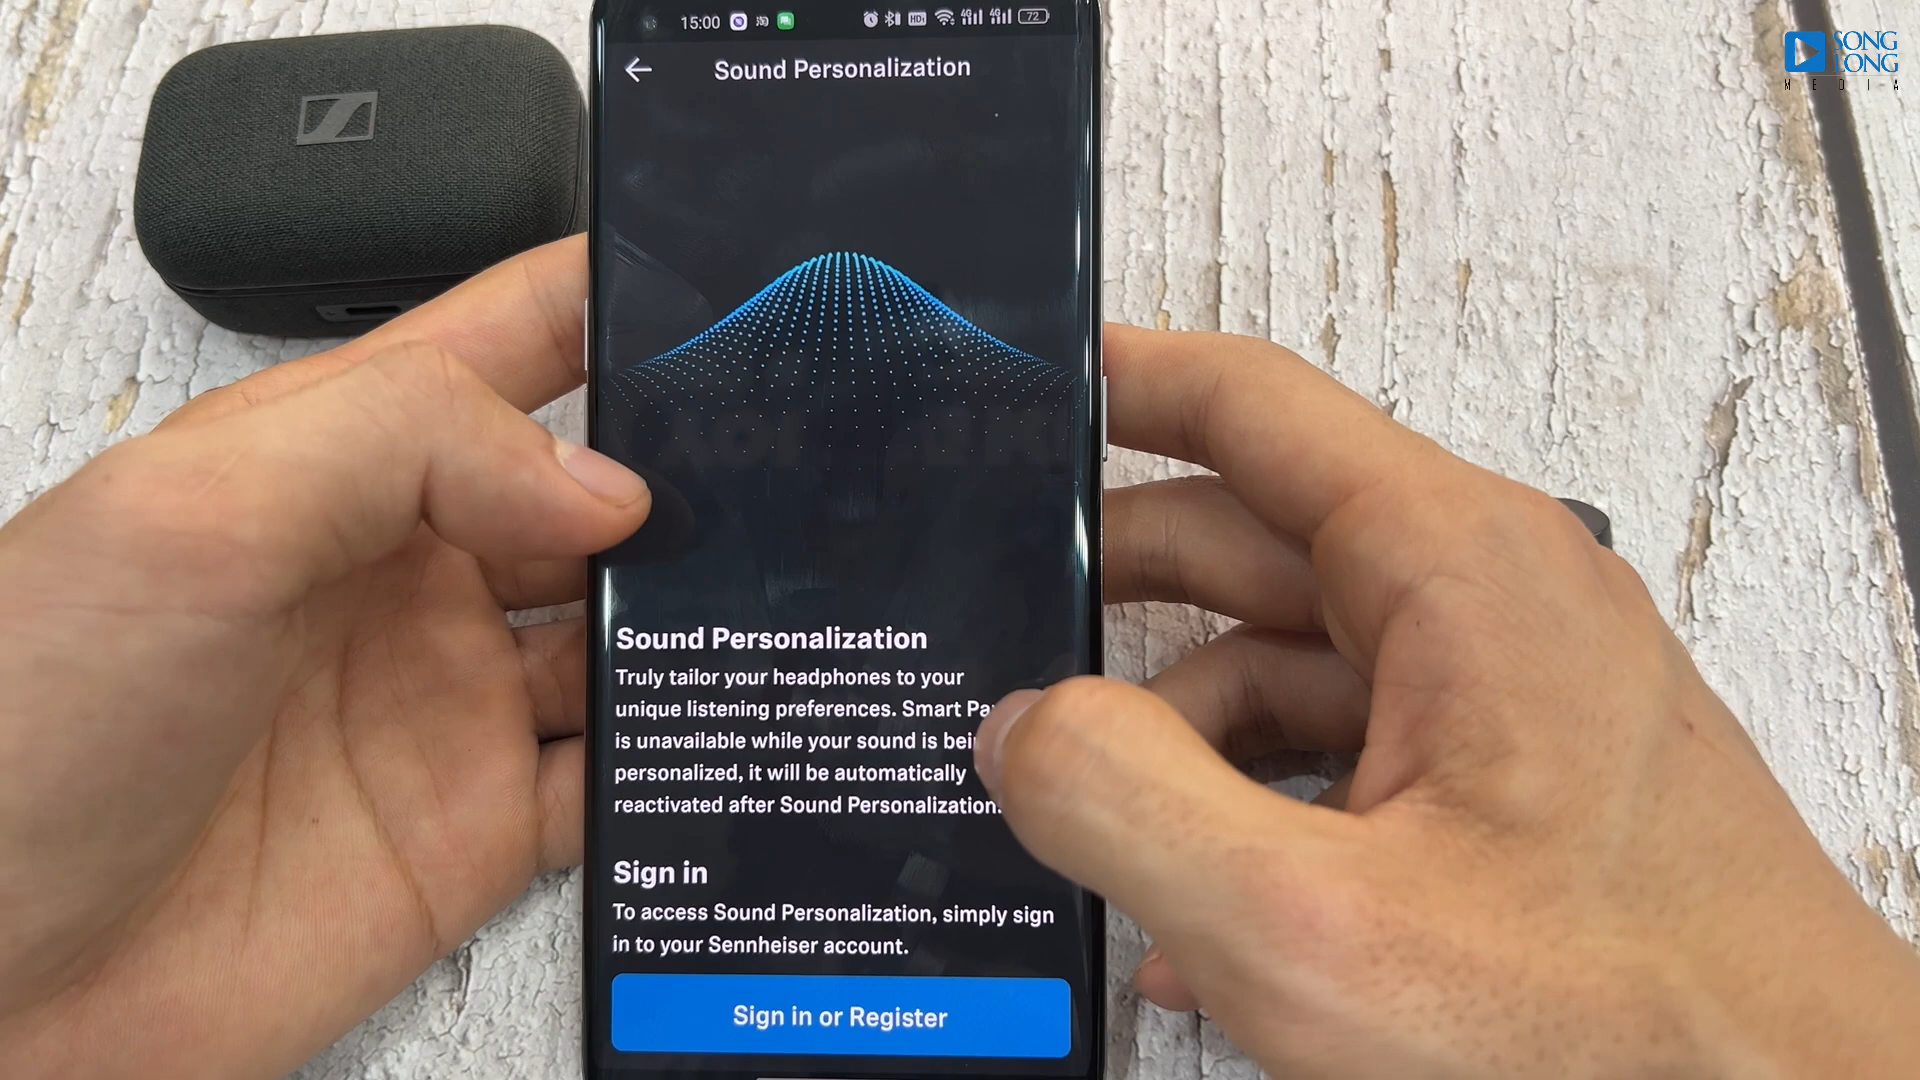 15:00
72
SONG
LONG
MEDIA
Sound Personalization
Sound Personalization
Truly tailor your headphones to your
unique listening preferences. Smart
is unavailable while your sound is
personalized, it will be automatically
reactivated after Sound Personalization.
Sign in
To access Sound Personalization, simply sign
in to your Sennheiser account.
Sign in or Register